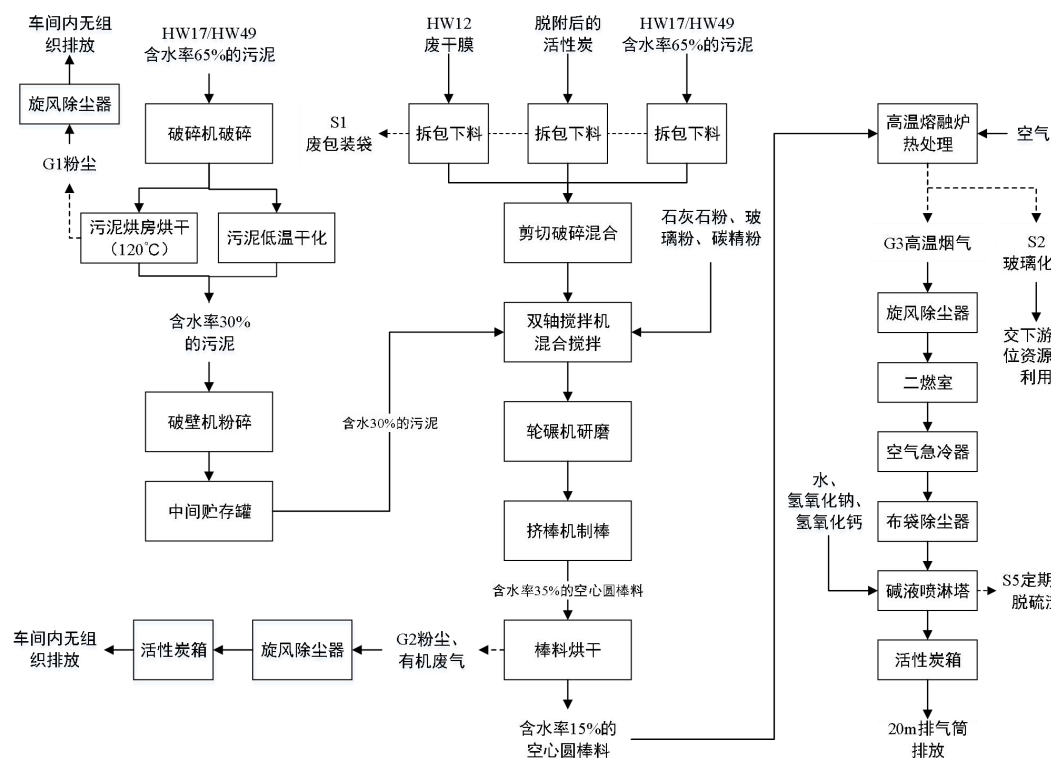 车间内无组
织排放
旋风除尘器
G1粉尘
HW17/HW49
含水率65%的污泥
破碎机破碎
污泥烘房烘干
(120℃)
污泥低温干化
含水率30%
的污泥
破壁机粉碎
中间贮存罐
含水30%的污泥
HW12
废干膜
脱附后的
活性炭
HW17/HW49
含水率65%的污泥
S1
废包装袋
拆包下料
拆包下料
拆包下料
剪切破碎混合
石灰石粉、玻
璃粉、碳精粉
双轴搅拌机
混合搅拌
轮碾机研磨
挤棒机制棒
含水率35%的空心圆棒料
棒料烘干
G2粉尘、
有机废气
旋风除尘器
活性炭箱
车间内无组
织排放
含水率15%的
空心圆棒料
高温熔融炉
热处理
空气
G3高温烟气
S2
玻璃化
交下游
位资源
利用
旋风除尘器
二燃室
空气急冷器
布袋除尘器
水、
氢氧化钠、
氢氧化钙
碱液喷淋塔
S5定期
脱硫
活性炭箱
20m排气筒
排放